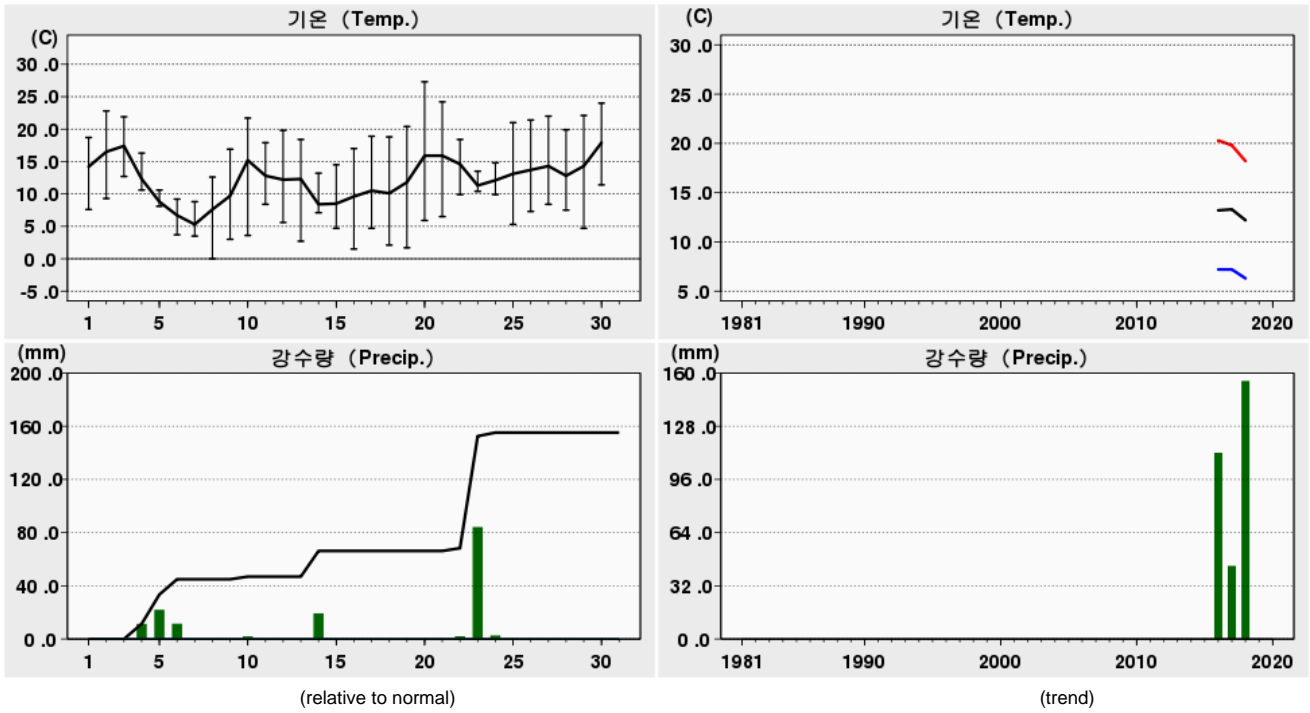 기온 (Temp.)
(C)
30 .0
25 .0
20 .0
15 .0
10 .0
5 .0
0 .0
-5 .0
1 5 10 15 20 25 30
기온 (Temp.)
(C)
30 .0
25 .0
20 .0
15 .0
10 .0
5 .0
1981 1990 2000 2010 2020
강수량 (Precip.)
(mm)
200 .0
160 .0
120 .0
80 .0
40 .0
0 .0
1 5 10 15 20 25 30
(relative to normal)
강수량 (Precip.)
(mm)
160 .0
128 .0
96 .0
64 .0
32 .0
0 .0
1981 1990 2000 2010 2020
(trend)